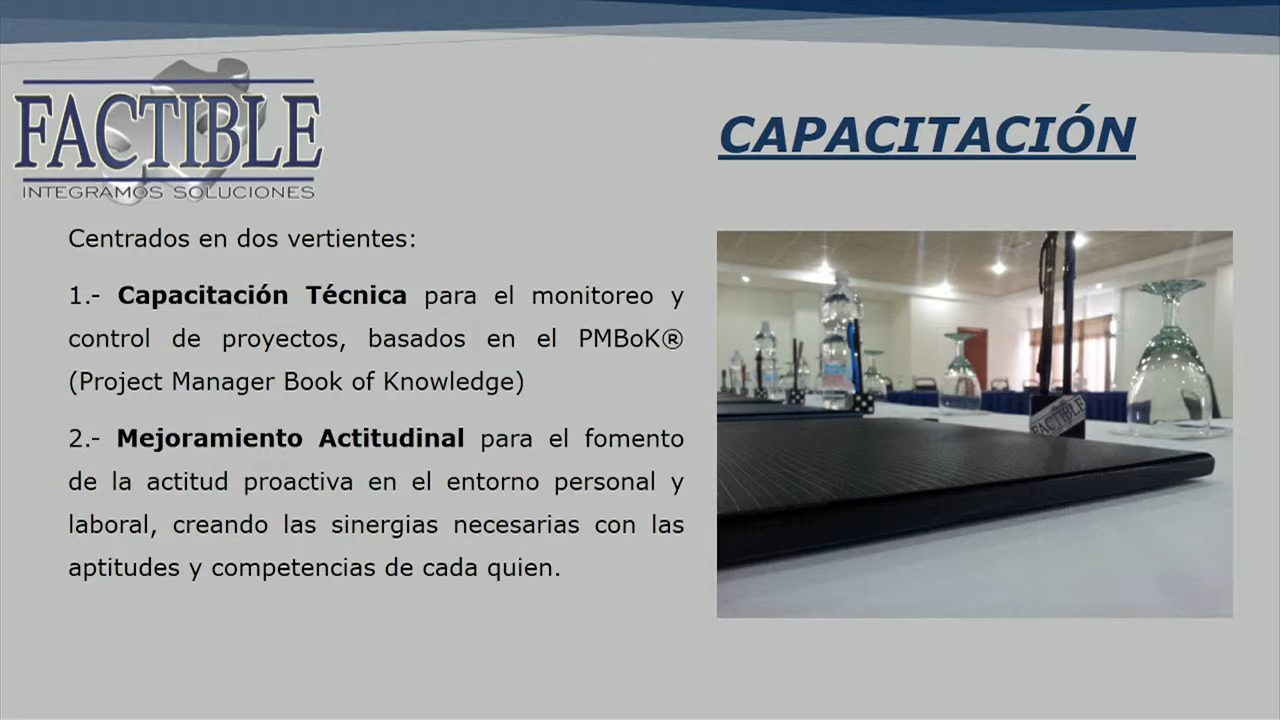 FACTIBLE
INTEGRAMOS SOLUCIONES
CAPACITACIÓN
Centrados en dos vertientes:
1.- Capacitación Técnica para el monitoreo y
control de proyectos, basados en el PMBoK®
(Project Manager Book of Knowledge)
2.- Mejoramiento Actitudinal para el fomento
de la actitud proactiva en el entorno personal y
laboral, creando las sinergias necesarias con las
aptitudes y competencias de cada quien.
FACTIBLE